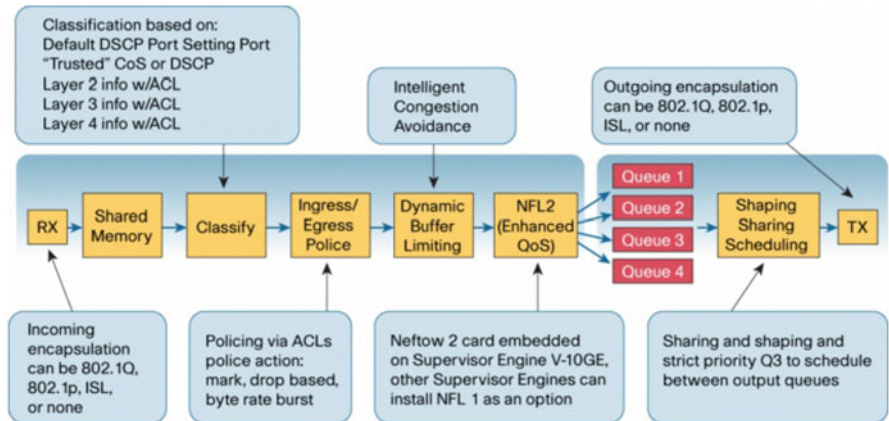 Classification based on:
Default DSCP Port Setting Port
“Trusted” CoS or DSCP
Layer 2 info w/ACL
Layer 3 info w/ACL
Layer 4 info w/ACL
Intelligent
Congestion
Avoidance
Outgoing encapsulation
can be 802.1Q, 802.1p,
ISL, or none
RX
Shared
Memory
Classify
Ingress/
Egress
Police
Dynamic
Buffer
Limiting
NFL2
(Enhanced
QoS)
Queue 1
Queue 2
Queue 3
Queue 4
Shaping
Sharing
Scheduling
TX
Incoming
encapsulation
can be 802.1Q,
802.1p, ISL,
or none
Policing via ACLs
police action:
mark, drop based,
byte rate burst
Neftow 2 card embedded
on Supervisor Engine V-10GE,
other Supervisor Engines can
install NFL 1 as an option
Sharing and shaping and
strict priority Q3 to schedule
between output queues